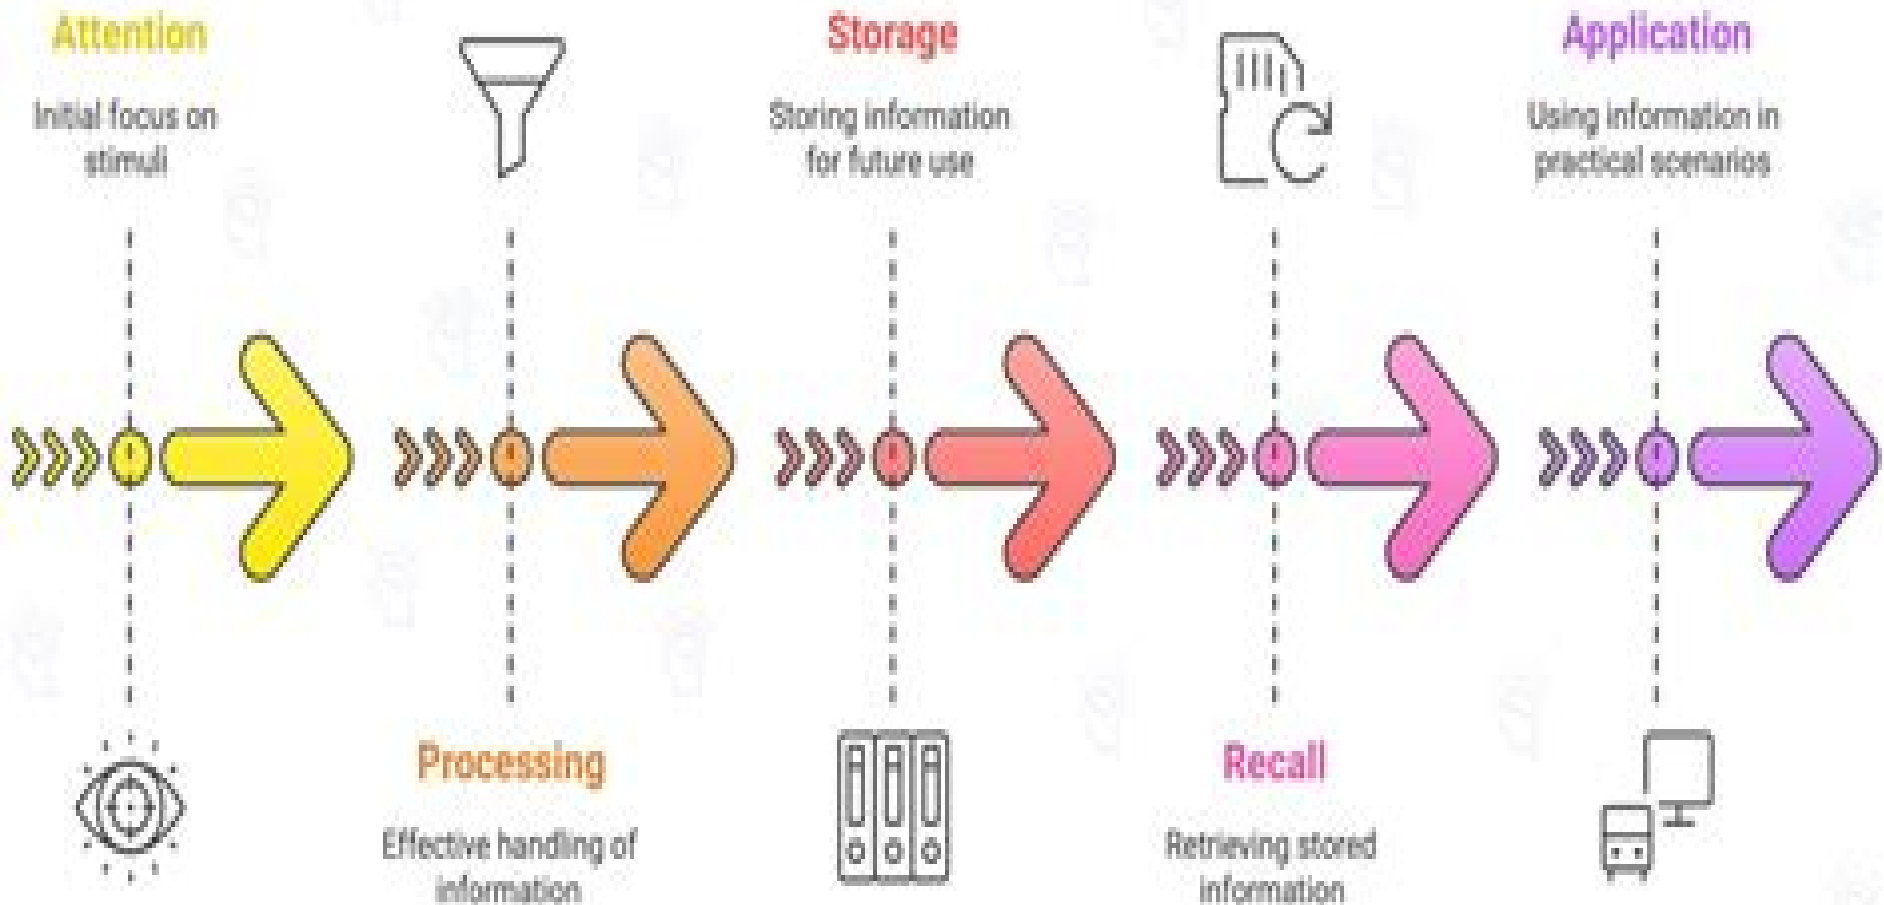 Attention
Initial focus on
stimuli
Processing
Effective handling of
information
Storage
Storing information
for future use
Recall
Retrieving stored
information
Application
Using information in
practical scenarios